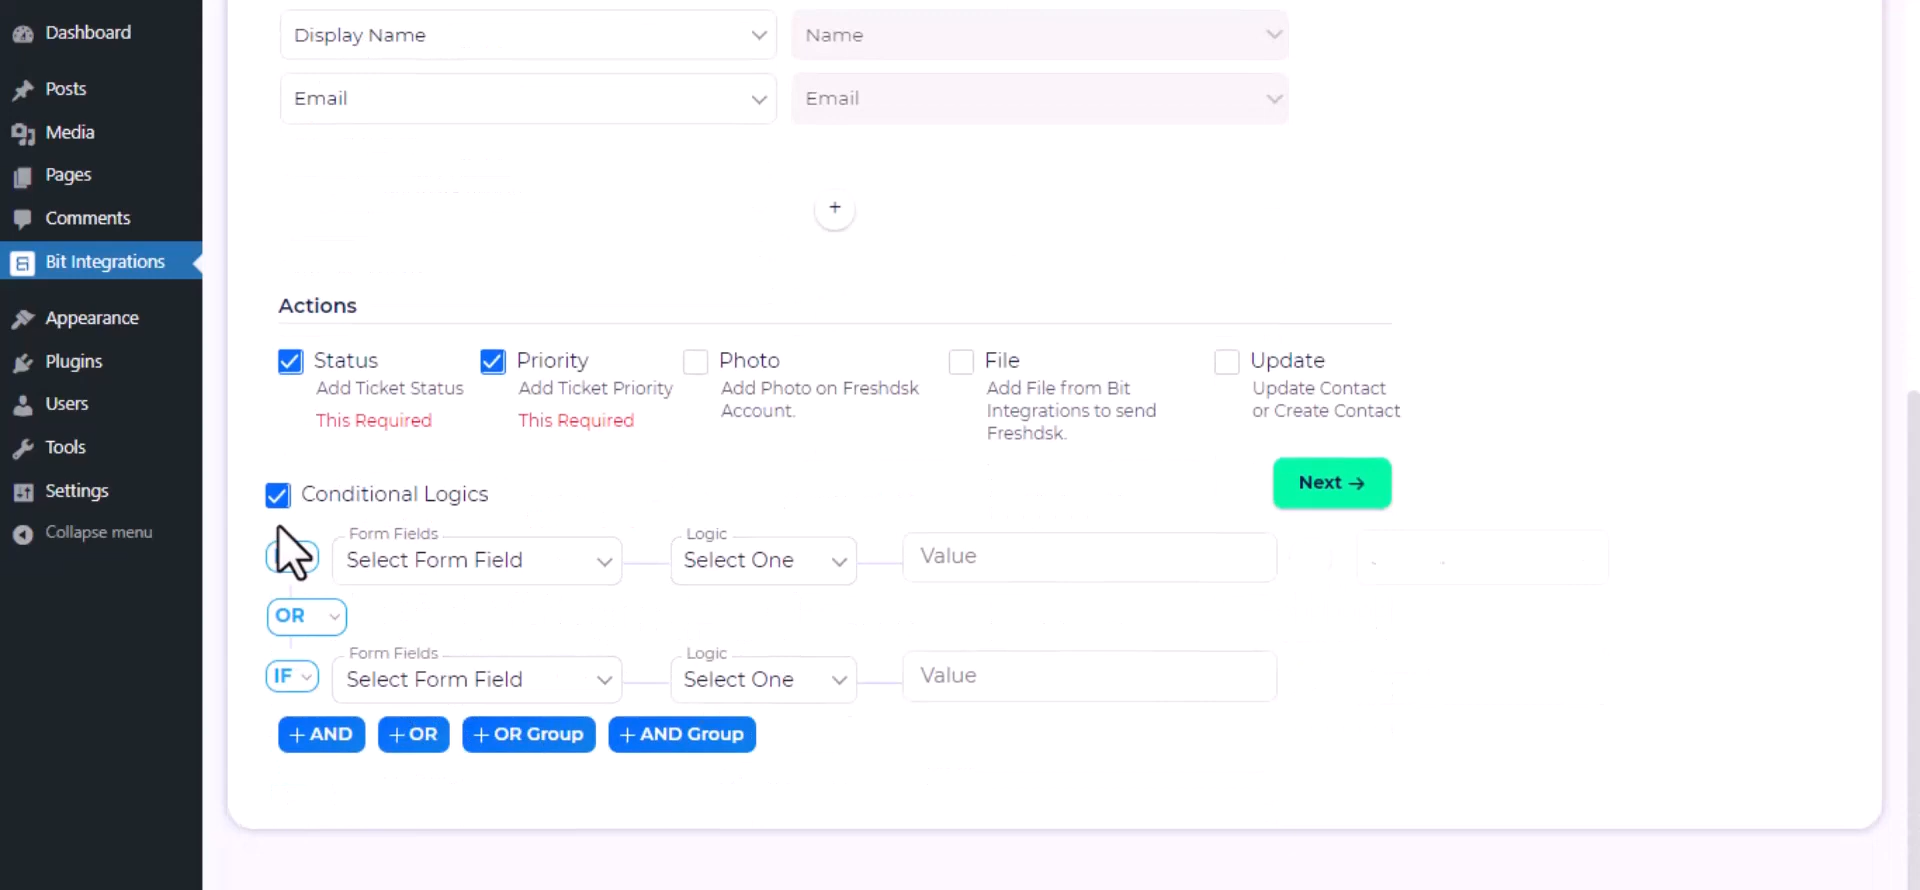 Dashboard
Posts
Media
Pages
Comments
Bit Integrations
Appearance
Plugins
Users
Tools
Settings
Collapse menu
Display Name
Name
Email
Email
+
Actions
Status
Add Ticket Status
This Required
Priority
Add Ticket Priority
This Required
Photo
Add Photo on Freshdsk
Account.
File
Add File from Bit
Integrations to send
Freshdsk.
Update
Update Contact
or Create Contact
Next →
Conditional Logics
Form Fields
Select Form Field
Logic
Select One
Value
OR
IF
Form Fields
Select Form Field
Logic
Select One
Value
+ AND
+ OR
+ OR Group
+ AND Group